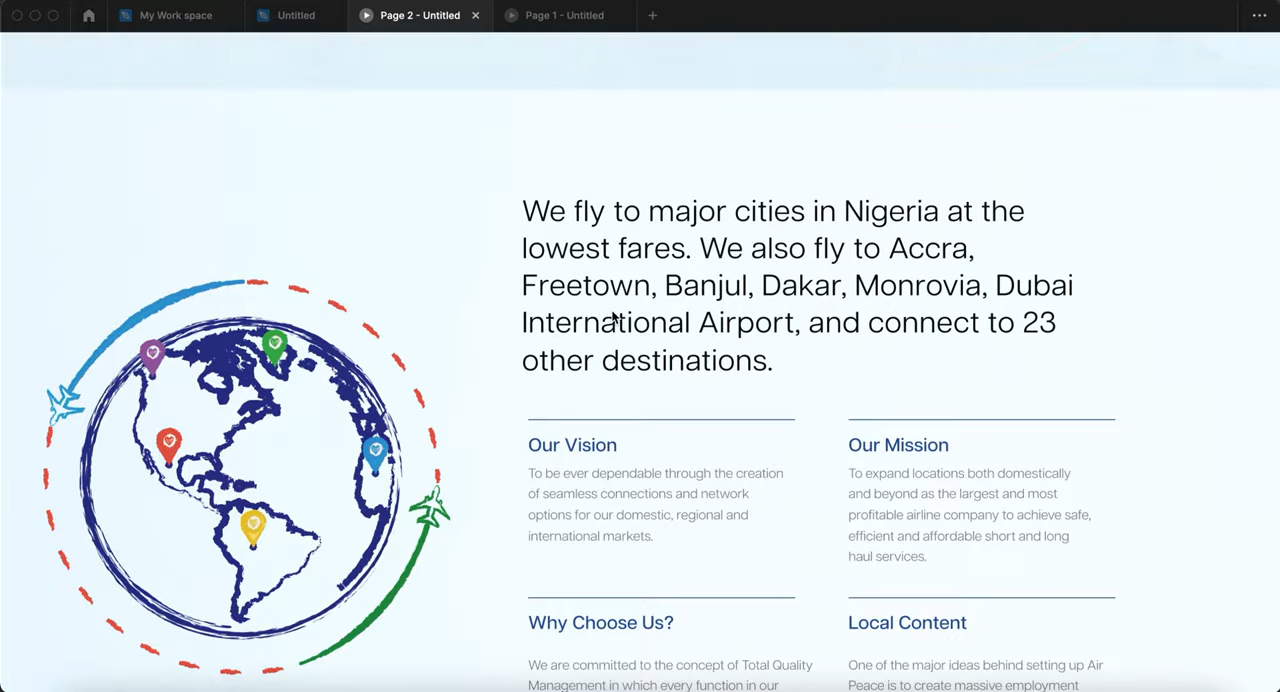 My Work space
Untitled
Page 2 - Untitled
Page 1 - Untitled
We fly to major cities in Nigeria at the
lowest fares. We also fly to Accra,
Freetown, Banjul, Dakar, Monrovia, Dubai
International Airport, and connect to 23
other destinations.
Our Vision
To be ever dependable through the creation
of seamless connections and network
options for our domestic, regional and
international markets.
Our Mission
To expand locations both domestically
and beyond as the largest and most
profitable airline company to achieve safe,
efficient and affordable short and long
haul services.
Why Choose Us?
We are committed to the concept of Total Quality
Management in which every function in our
Local Content
One of the major ideas behind setting up Air
Peace is to create massive employment